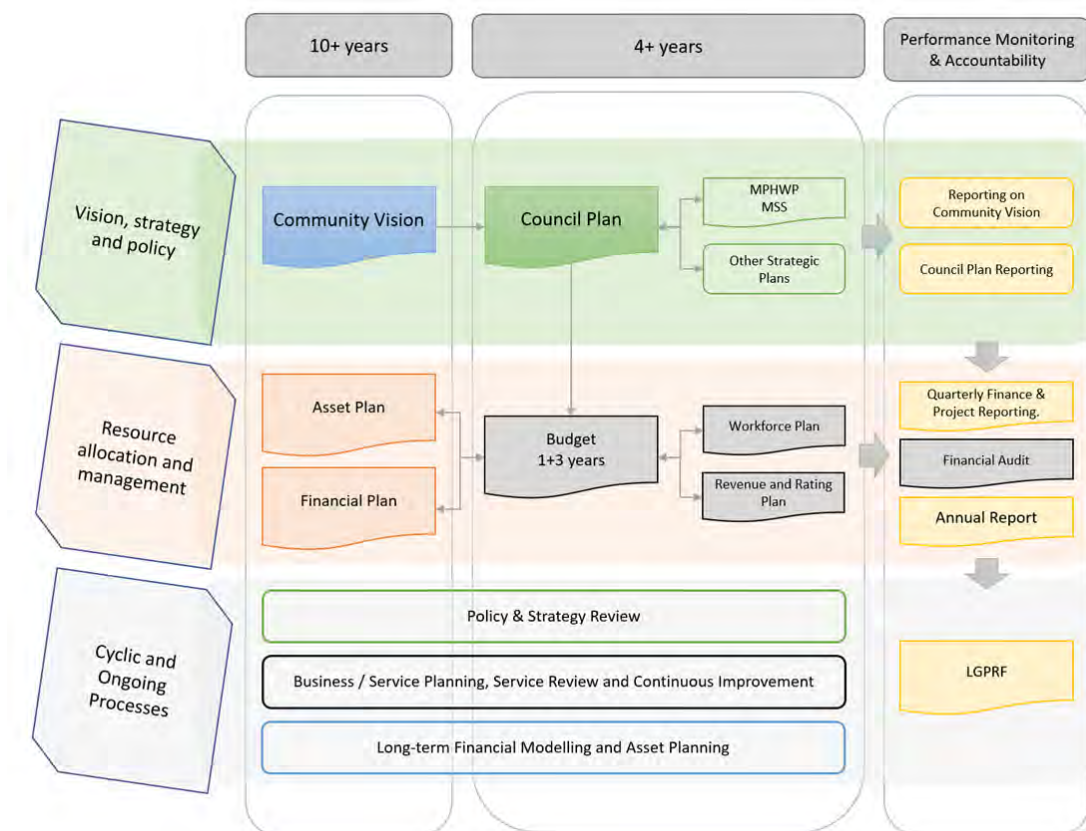 10+ years
4+ years
Performance Monitoring
& Accountability
Vision, strategy
and policy
Community Vision
Council Plan
MPHWP
MSS
Other Strategic
Plans
Reporting on
Community Vision
Council Plan Reporting
Resource
allocation and
management
Asset Plan
Financial Plan
Budget
1+3 years
Workforce Plan
Revenue and Rating
Plan
Quarterly Finance &
Project Reporting.
Financial Audit
Annual Report
Cyclic and
Ongoing
Processes
Policy & Strategy Review
Business / Service Planning, Service Review and Continuous Improvement
Long-term Financial Modelling and Asset Planning
LGPRF